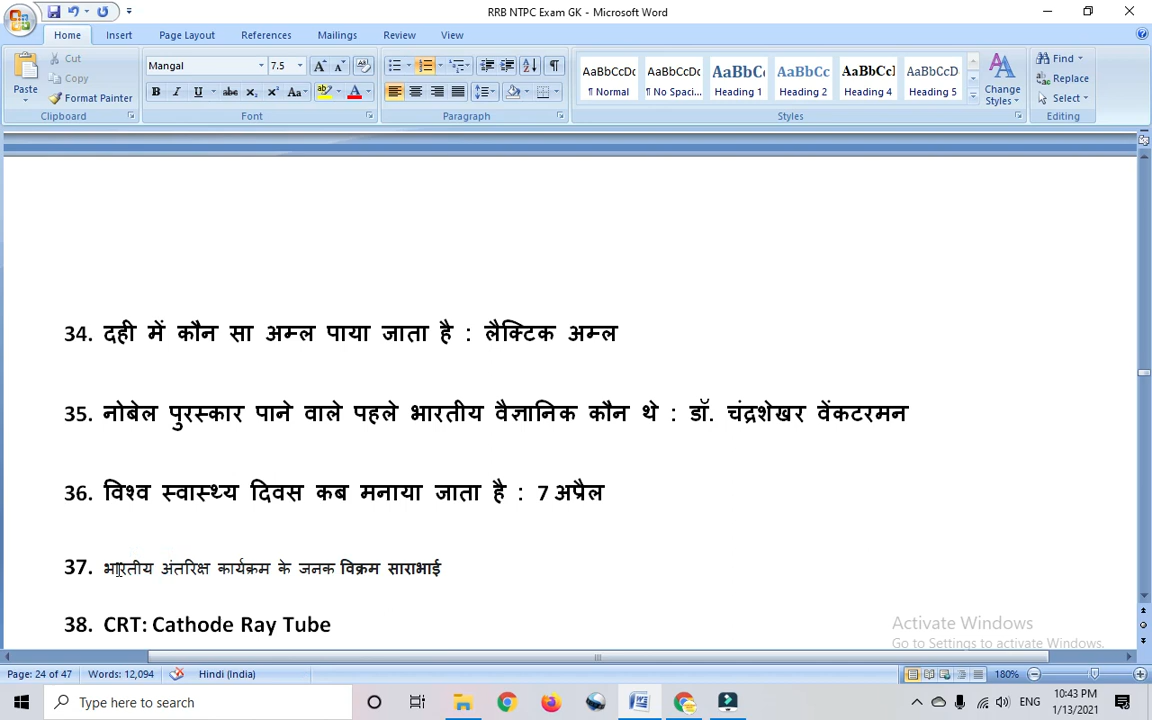 RRB NTPC Exam GK - Microsoft Word
Home Insert Page Layout References Mailings Review View
Paste Cut Copy Format Painter Clipboard
Mangal 7.5 Font
Paragraph
AaBbCcDc AaBbCcDc AaBbC AaBbCc AaBbCcI AaBbCcDc
¶ Normal ¶ No Spaci... Heading 1 Heading 2 Heading 4 Heading 5 Change Styles
Styles
Find Replace Select Editing
34. दही में कौन सा अम्ल पाया जाता है : लैक्टिक अम्ल
35. नोबेल पुरस्कार पाने वाले पहले भारतीय वैज्ञानिक कौन थे : डॉ. चंद्रशेखर वेंकटरमन
36. विश्व स्वास्थ्य दिवस कब मनाया जाता है : 7 अप्रैल
37. भारतीय अंतरिक्ष कार्यक्रम के जनक विक्रम साराभाई
38. CRT: Cathode Ray Tube
Activate Windows
Go to Settings to activate Windows.
Page: 24 of 47 Words: 12,094 Hindi (India) 180%
Type here to search
ENG 10:43 PM
1/13/2021